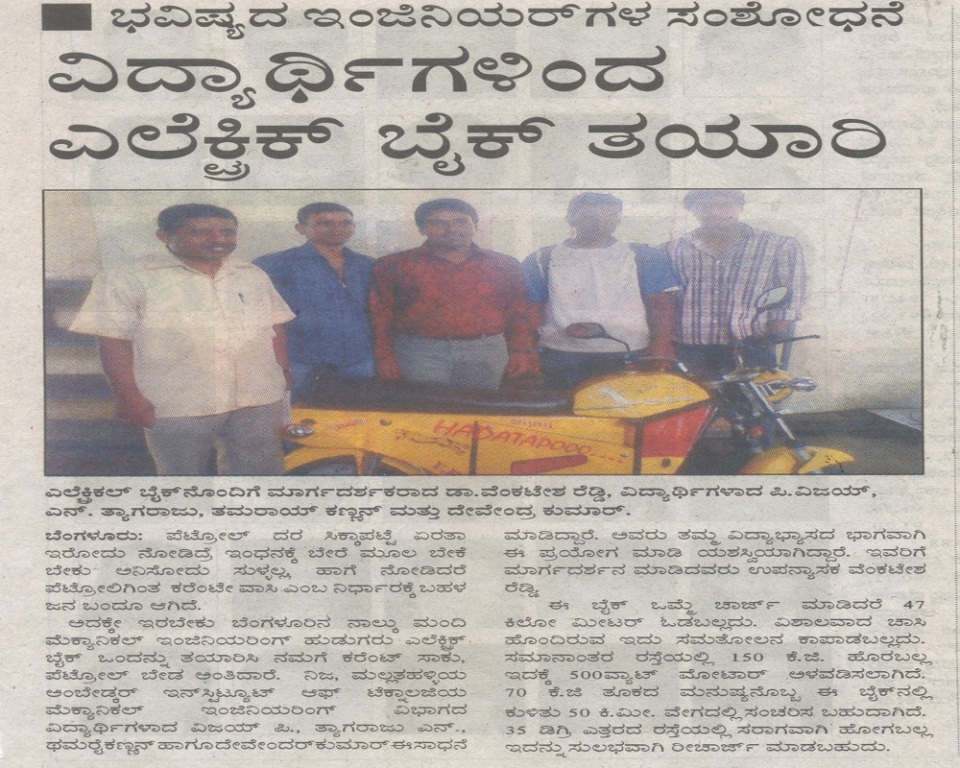 ಭವಿಷ್ಯದ ಇಂಜಿನಿಯರ್‌ಗಳ ಸಂಶೋಧನೆ
ವಿದ್ಯಾರ್ಥಿಗಳಿಂದ
ಎಲೆಕ್ಟ್ರಿಕ್ ಬೈಕ್ ತಯಾರಿ
HADATAPOOO....
ಎಲೆಕ್ಟ್ರಿಕಲ್ ಬೈಕ್‌ನೊಂದಿಗೆ ಮಾರ್ಗದರ್ಶಕರಾದ ಡಾ.ವೆಂಕಟೇಶ ರೆಡ್ಡಿ, ವಿದ್ಯಾರ್ಥಿಗಳಾದ ಪಿ.ವಿಜಯ್,
ಎನ್. ತ್ಯಾಗರಾಜು, ತಮರಾಯ್ ಕಣ್ಣನ್ ಮತ್ತು ದೇವೇಂದ್ರ ಕುಮಾರ್.
ಬೆಂಗಳೂರು: ಪೆಟ್ರೋಲ್ ದರ ಸಿಕ್ಕಾಪಟ್ಟೆ ಏರತಾ
ಇರೋದು ನೋಡಿದ್ರೆ ಇಂಧನಕ್ಕೆ ಬೇರೆ ಮೂಲ ಬೇಕೆ
ಬೇಕು ಅನಿಸೋದು ಸುಳ್ಳಲ್ಲ. ಹಾಗೆ ನೋಡಿದರೆ
ಪೆಟ್ರೋಲಿಗಿಂತ ಕರೆಂಟೇ ವಾಸಿ ಎಂಬ ನಿರ್ಧಾರಕ್ಕೆ ಬಹಳ
ಜನ ಬಂದೂ ಆಗಿದೆ.
ಅದಕ್ಕೇ ಇರಬೇಕು ಬೆಂಗಳೂರಿನ ನಾಲ್ಕು ಮಂದಿ
ಮೆಕ್ಯಾನಿಕಲ್ ಇಂಜಿನಿಯರಿಂಗ್ ಹುಡುಗರು ಎಲೆಕ್ಟ್ರಿಕ್
ಬೈಕ್ ಒಂದನ್ನು ತಯಾರಿಸಿ ನಮಗೆ ಕರೆಂಟ್ ಸಾಕು,
ಪೆಟ್ರೋಲ್ ಬೇಡ ಅಂತಿದಾರೆ. ನಿಜ, ಮಲ್ಲತಹಳ್ಳಿಯ
ಅಂಬೇಡ್ಕರ್ ಇನ್‌ಸ್ಟಿಟ್ಯೂಟ್ ಆಫ್ ಟೆಕ್ನಾಲಜಿಯ
ಮೆಕ್ಯಾನಿಕಲ್ ಇಂಜಿನಿಯರಿಂಗ್ ವಿಭಾಗದ
ವಿದ್ಯಾರ್ಥಿಗಳಾದ ವಿಜಯ್ ಪಿ., ತ್ಯಾಗರಾಜು ಎನ್.,
ಥಮರೈಕಣ್ಣನ್ ಹಾಗೂ ದೇವೇಂದರ್ ಕುಮಾರ್ ಈ ಸಾಧನೆ
ಮಾಡಿದ್ದಾರೆ. ಅವರು ತಮ್ಮ ವಿದ್ಯಾಭ್ಯಾಸದ ಭಾಗವಾಗಿ
ಈ ಪ್ರಯೋಗ ಮಾಡಿ ಯಶಸ್ವಿಯಾಗಿದ್ದಾರೆ. ಇವರಿಗೆ
ಮಾರ್ಗದರ್ಶನ ಮಾಡಿದವರು ಉಪನ್ಯಾಸಕ ವೆಂಕಟೇಶ
ರೆಡ್ಡಿ.
ಈ ಬೈಕ್ ಒಮ್ಮೆ ಚಾರ್ಜ್ ಮಾಡಿದರೆ 47
ಕಿಲೋ ಮೀಟರ್ ಓಡಬಲ್ಲದು. ವಿಶಾಲವಾದ ಚಾಸಿ
ಹೊಂದಿರುವ ಇದು ಸಮತೋಲನ ಕಾಪಾಡಬಲ್ಲದು.
ಸಮಾನಾಂತರ ರಸ್ತೆಯಲ್ಲಿ 150 ಕೆ.ಜಿ. ಹೊರಬಲ್ಲ
ಇದಕ್ಕೆ 500ವ್ಯಾಟ್ ಮೋಟಾರ್ ಅಳವಡಿಸಲಾಗಿದೆ.
70 ಕೆ.ಜಿ ತೂಕದ ಮನುಷ್ಯನೊಬ್ಬ ಈ ಬೈಕ್‌ನಲ್ಲಿ
ಕುಳಿತು 50 ಕಿ.ಮೀ. ವೇಗದಲ್ಲಿ ಸಂಚರಿಸ ಬಹುದಾಗಿದೆ.
35 ಡಿಗ್ರಿ ಎತ್ತರದ ರಸ್ತೆಯಲ್ಲಿ ಸರಾಗವಾಗಿ ಹೋಗಬಲ್ಲ
ಇದನ್ನು ಸುಲಭವಾಗಿ ರೀಚಾರ್ಜ್ ಮಾಡಬಹುದು.